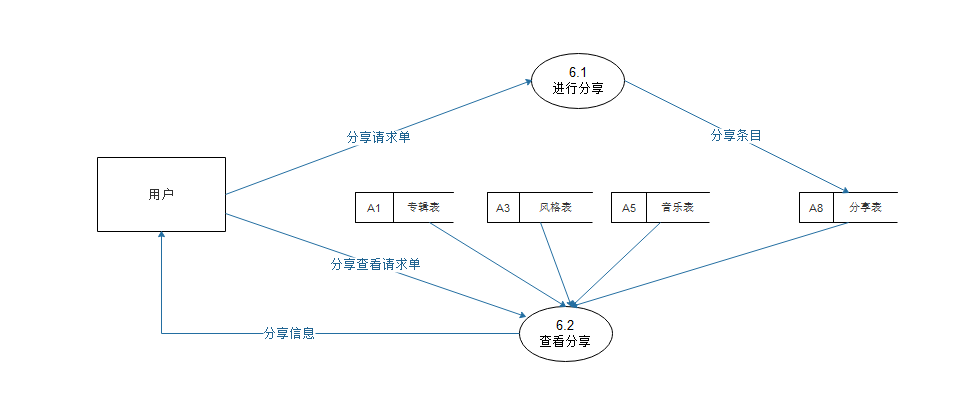 6.1
进行分享
分享请求单
分享条目
用户
A1 专辑表
A3 风格表
A5 音乐表
A8 分享表
分享查看请求单
6.2
查看分享
分享信息